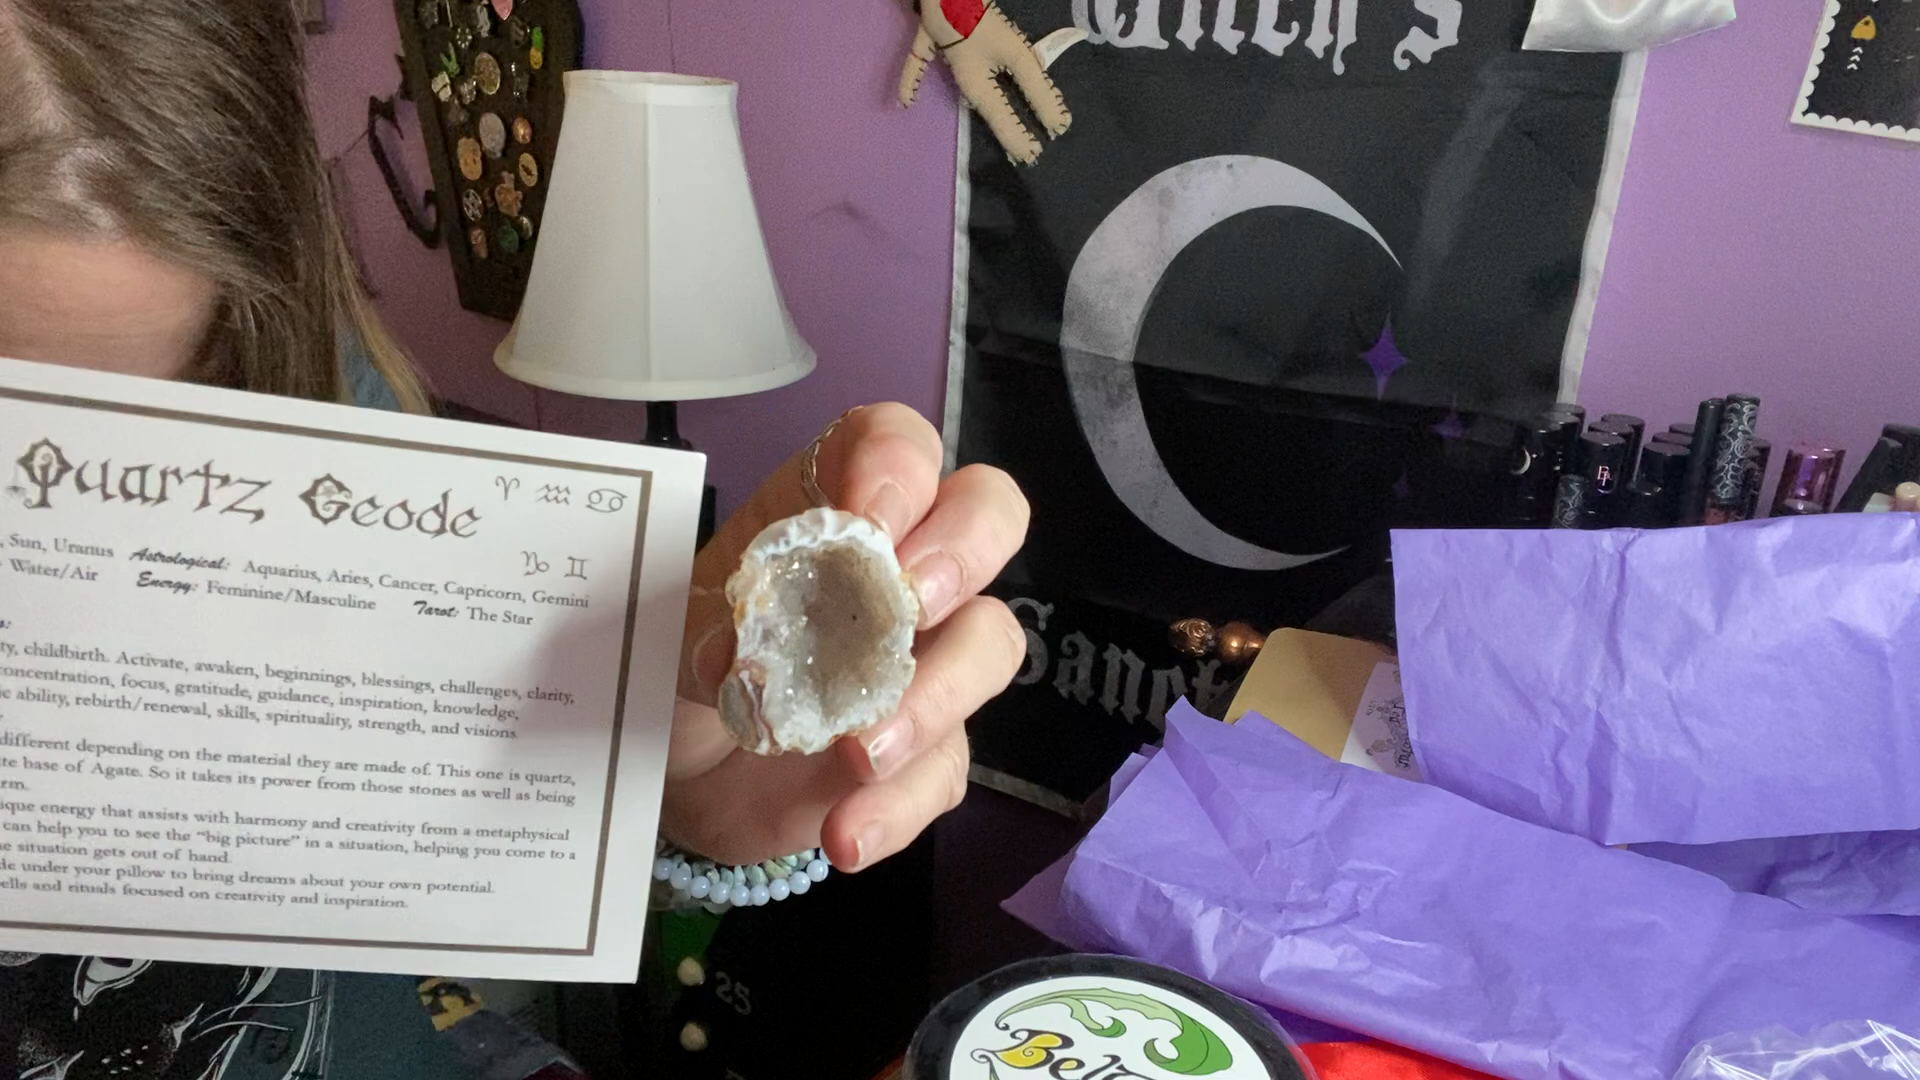 Witch's
Quartz Geode
, Sun, Uranus Astrological: Aquarius, Aries, Cancer, Capricorn, Gemini
Water/Air Energy: Feminine/Masculine Tarot: The Star
ty, childbirth. Activate, awaken, beginnings, blessings, challenges, clarity,
concentration, focus, gratitude, guidance, inspiration, knowledge,
ic ability, rebirth/renewal, skills, spirituality, strength, and visions.
different depending on the material they are made of. This one is quartz,
te base of Agate. So it takes its power from those stones as well as being
rm.
ique energy that assists with harmony and creativity from a metaphysical
can help you to see the "big picture" in a situation, helping you come to a
e situation gets out of hand.
de under your pillow to bring dreams about your own potential.
ells and rituals focused on creativity and inspiration.
Sanct
25
Bel